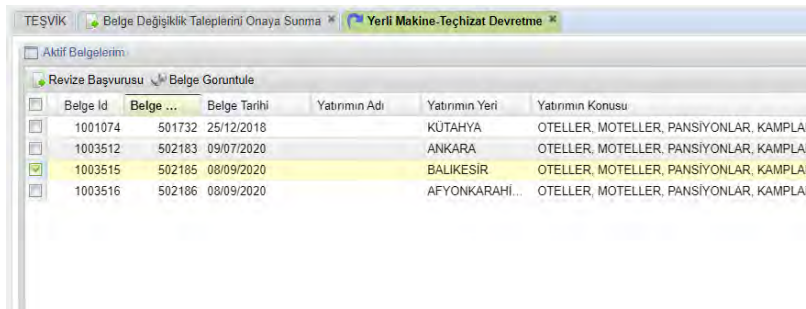 TEŞVİK Belge Değişiklik Taleplerini Onaya Sunma Yerli Makine-Teçhizat Devretme
Aktif Belgelerim
Revize Başvurusu Belge Goruntule
Belge Id Belge ... Belge Tarihi Yatırımın Adı Yatırımın Yeri Yatırımın Konusu
1001074 501732 25/12/2018 KÜTAHYA OTELLER, MOTELLER, PANSİYONLAR, KAMPLA
1003512 502183 09/07/2020 ANKARA OTELLER, MOTELLER, PANSİYONLAR, KAMPLA
1003515 502185 08/09/2020 BALIKESİR OTELLER, MOTELLER, PANSİYONLAR, KAMPLA
1003516 502186 08/09/2020 AFYONKARAHİ... OTELLER, MOTELLER, PANSİYONLAR, KAMPLA